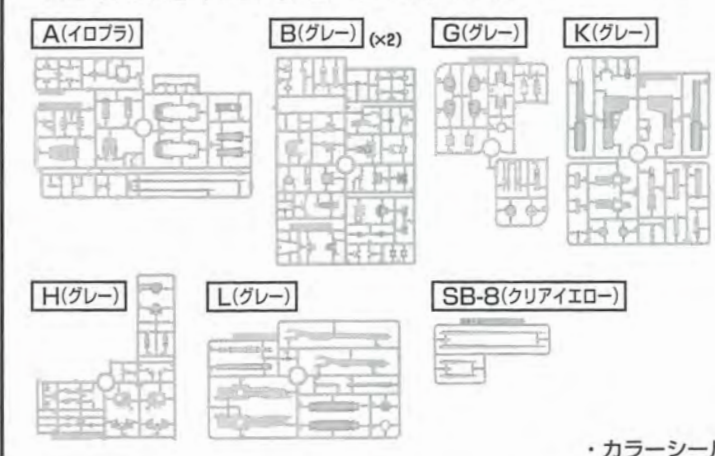 A(イロプラ)
B(グレー) (×2)
G(グレー)
K(グレー)
H(グレー)
L(グレー)
SB-8(クリアイエロー)
・カラーシール